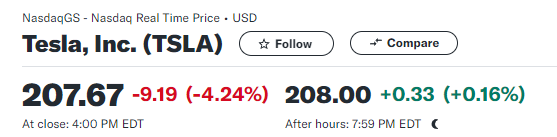 NasdaqGS - Nasdaq Real Time Price • USD
Tesla, Inc. (TSLA) Follow Compare
207.67 -9.19 (-4.24%) 208.00 +0.33 (+0.16%)
At close: 4:00 PM EDT After hours: 7:59 PM EDT